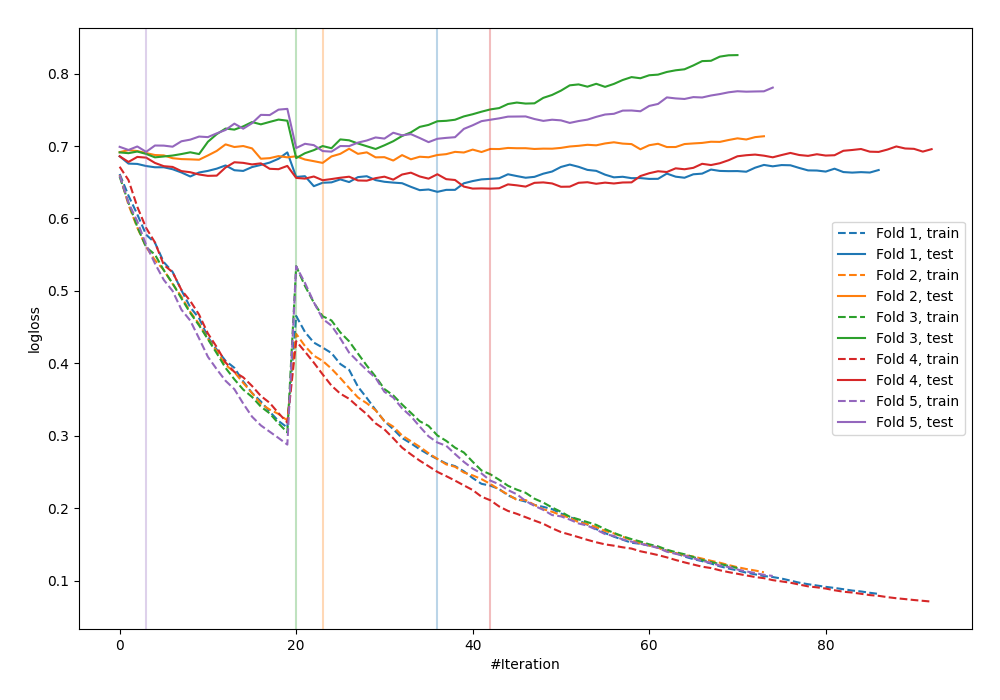 0.8
0.7
0.6
0.5
0.4
0.3
0.2
0.1
logloss
0
20
40
60
80
#Iteration
Fold 1, train
Fold 1, test
Fold 2, train
Fold 2, test
Fold 3, train
Fold 3, test
Fold 4, train
Fold 4, test
Fold 5, train
Fold 5, test